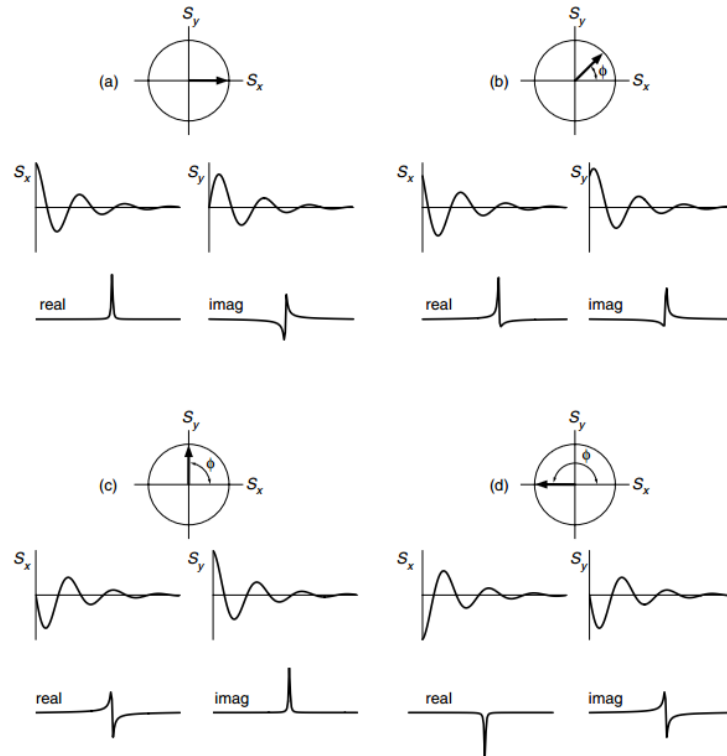 S_y
(a) S_x
S_x S_y
real imag
S_y
(b) ϕ S_x
S_x S_y
real imag
S_y
(c) ϕ S_x
S_x S_y
real imag
S_y
(d) ϕ S_x
S_x S_y
real imag